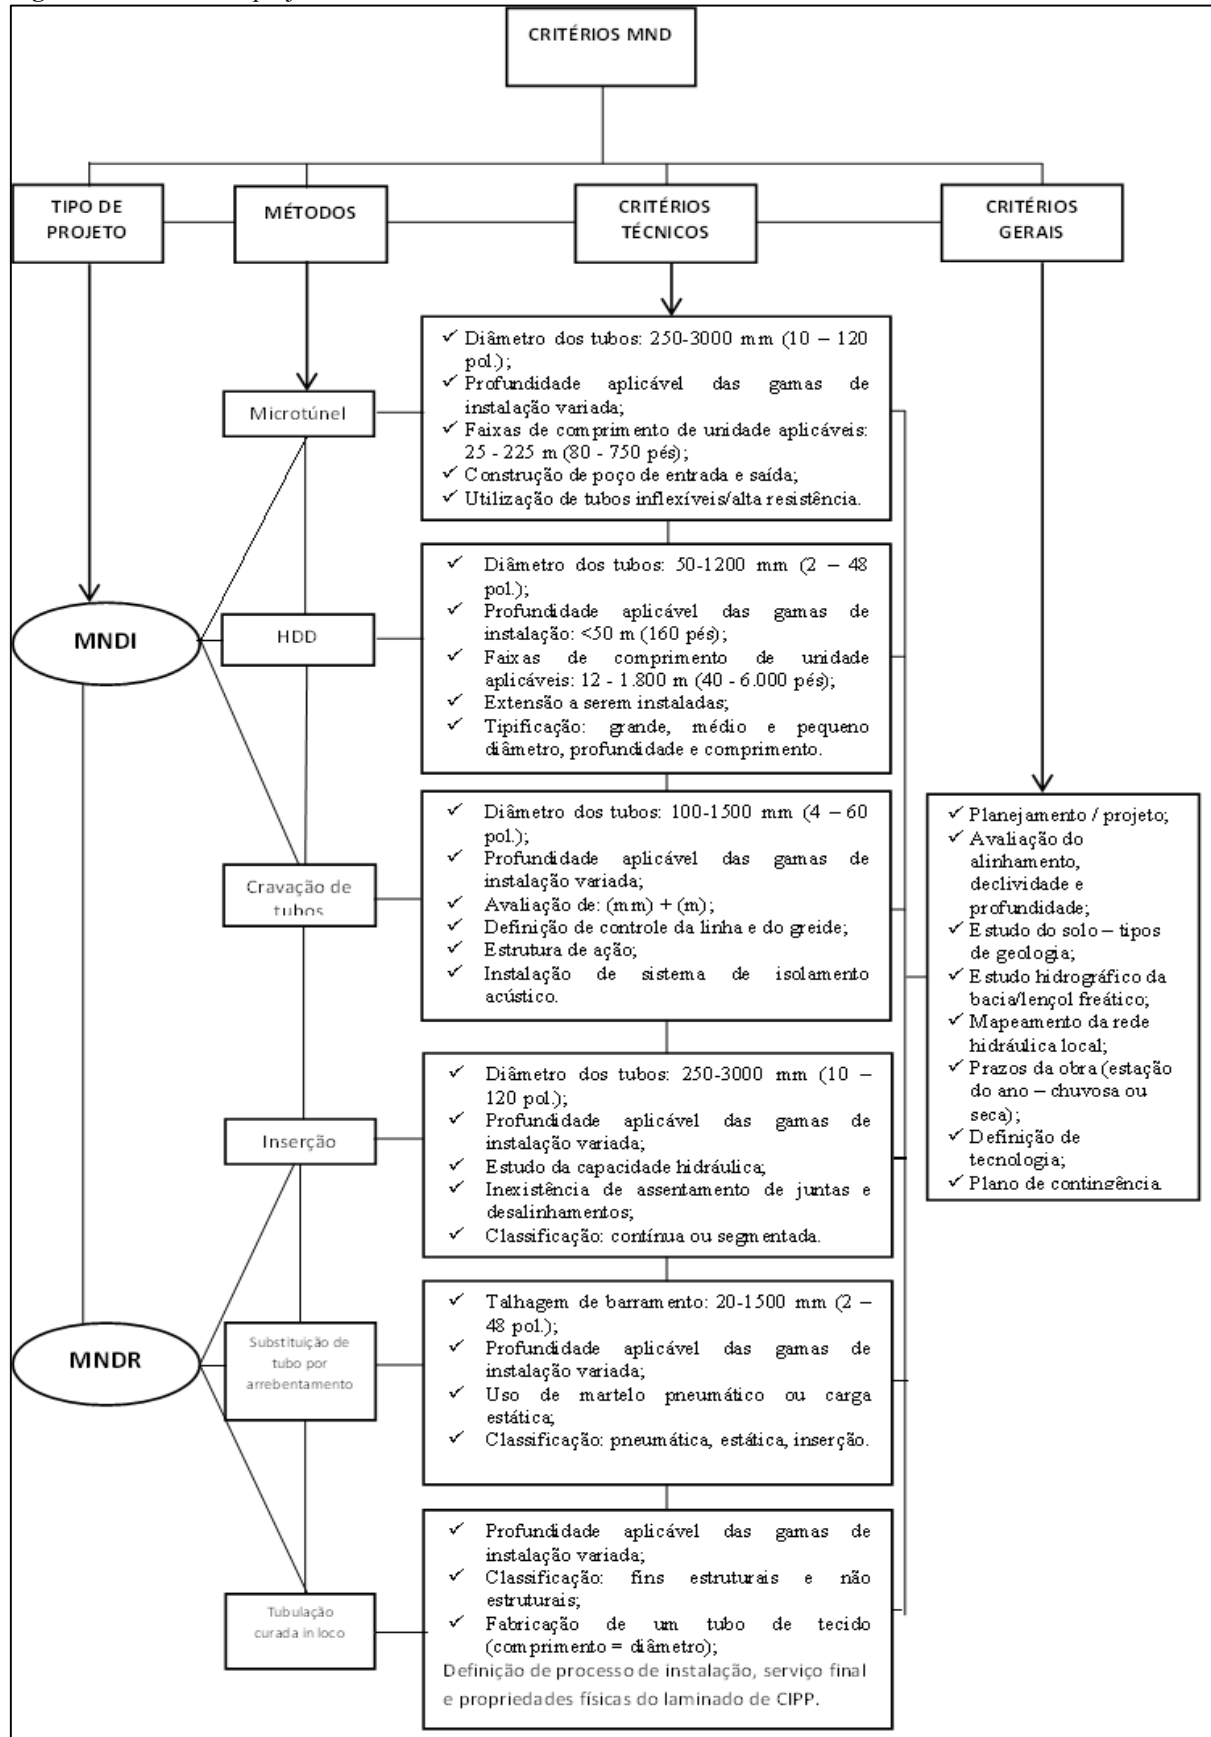 CRITÉRIOS MND
TIPO DE
PROJETO
MÉTODOS
CRITÉRIOS
TÉCNICOS
CRITÉRIOS
GERAIS
Microtúnel
✓ Diâmetro dos tubos: 250-3000 mm (10 – 120
pol.);
✓ Profundidade aplicável das gamas de
instalação variada;
✓ Faixas de comprimento de unidade aplicáveis:
25 - 225 m (80 - 750 pés);
✓ Construção de poço de entrada e saída;
✓ Utilização de tubos inflexíveis/alta resistência.
MNDI
HDD
✓ Diâmetro dos tubos: 50-1200 mm (2 – 48
pol.);
✓ Profundidade aplicável das gamas de
instalação: <50 m (160 pés);
✓ Faixas de comprimento de unidade
aplicáveis: 12 - 1.800 m (40 - 6.000 pés);
✓ Extensão a serem instaladas;
✓ Tipificação: grande, médio e pequeno
diâmetro, profundidade e comprimento.
Cravação de
tubos
✓ Diâmetro dos tubos: 100-1500 mm (4 – 60
pol.);
✓ Profundidade aplicável das gamas de
instalação variada;
✓ Avaliação de: (mm) + (m);
✓ Definição de controle da linha e do greide;
✓ Estrutura de ação;
✓ Instalação de sistema de isolamento
acústico.
✓ Planejamento / projeto;
✓ Avaliação do
alinhamento,
declividade e
profundidade;
✓ Estudo do solo – tipos
de geologia;
✓ Estudo hidrográfico da
bacia/lençol freático;
✓ Mapeamento da rede
hidráulica local;
✓ Prazos da obra (estação
do ano – chuvosa ou
seca);
✓ Definição de
tecnologia;
✓ Plano de contingência
Inserção
✓ Diâmetro dos tubos: 250-3000 mm (10 –
120 pol.);
✓ Profundidade aplicável das gamas de
instalação variada;
✓ Estudo da capacidade hidráulica;
✓ Inexistência de assentamento de juntas e
desalinhamentos;
✓ Classificação: contínua ou segmentada.
MNDR
Substituição de
tubo por
arrebentamento
✓ Talhagem de barramento: 20-1500 mm (2 –
48 pol.);
✓ Profundidade aplicável das gamas de
instalação variada;
✓ Uso de martelo pneumático ou carga
estática;
✓ Classificação: pneumática, estática, inserção.
Tubulação
curada in loco
✓ Profundidade aplicável das gamas de
instalação variada;
✓ Classificação: fins estruturais e não
estruturais;
✓ Fabricação de um tubo de tecido
(comprimento = diâmetro);
Definição de processo de instalação, serviço final
e propriedades físicas do laminado de CIPP.